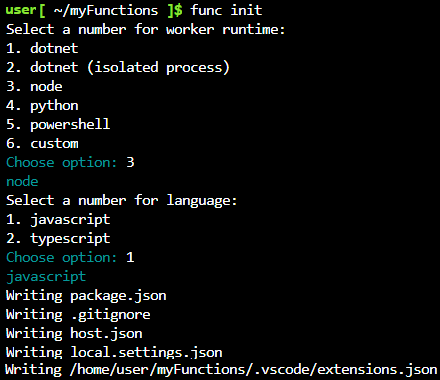 user[ ~/myFunctions ]$ func init
Select a number for worker runtime:
1. dotnet
2. dotnet (isolated process)
3. node
4. python
5. powershell
6. custom
Choose option: 3
node
Select a number for language:
1. javascript
2. typescript
Choose option: 1
javascript
Writing package.json
Writing .gitignore
Writing host.json
Writing local.settings.json
Writing /home/user/myFunctions/.vscode/extensions.json